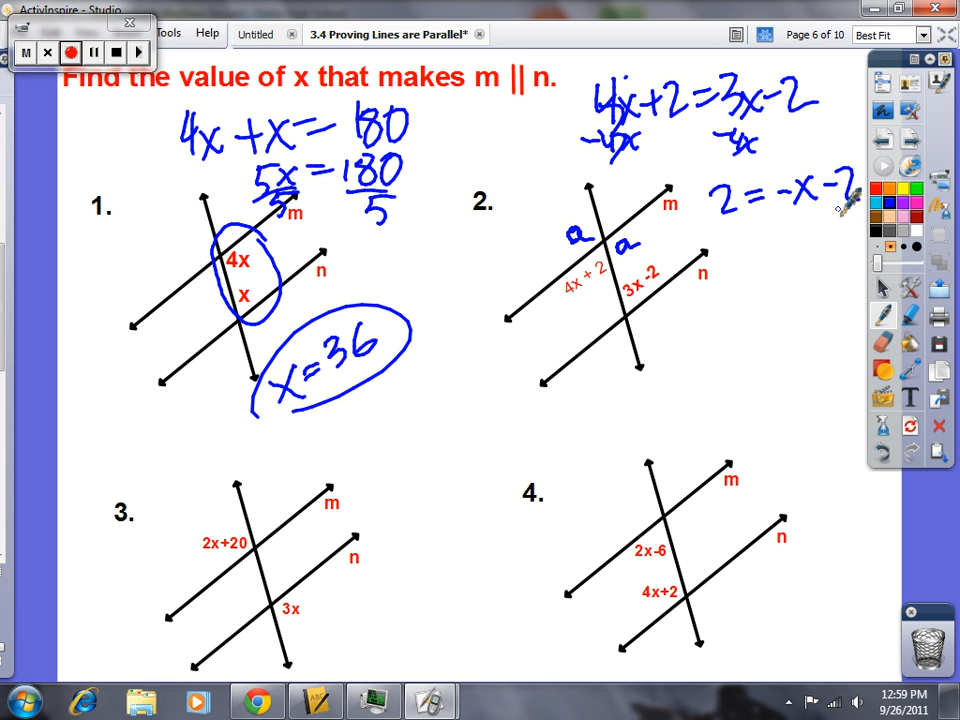 ActivInspire - Studio
Tools Help
M
Untitled
3.4 Proving Lines are Parallel*
Page 6 of 10
Best Fit
Find the value of x that makes m || n.
4x + x = 180
5x = 180
5 5
1.
m
4x
n
x
x = 36
4x + 2 = 3x - 2
-4x -4x
2 = -x - 2
2.
m
a a
4x + 2
3x -2
n
3.
m
2x+20
n
3x
4.
m
2x-6
n
4x+2
T
ABC
12:59 PM
9/26/2011